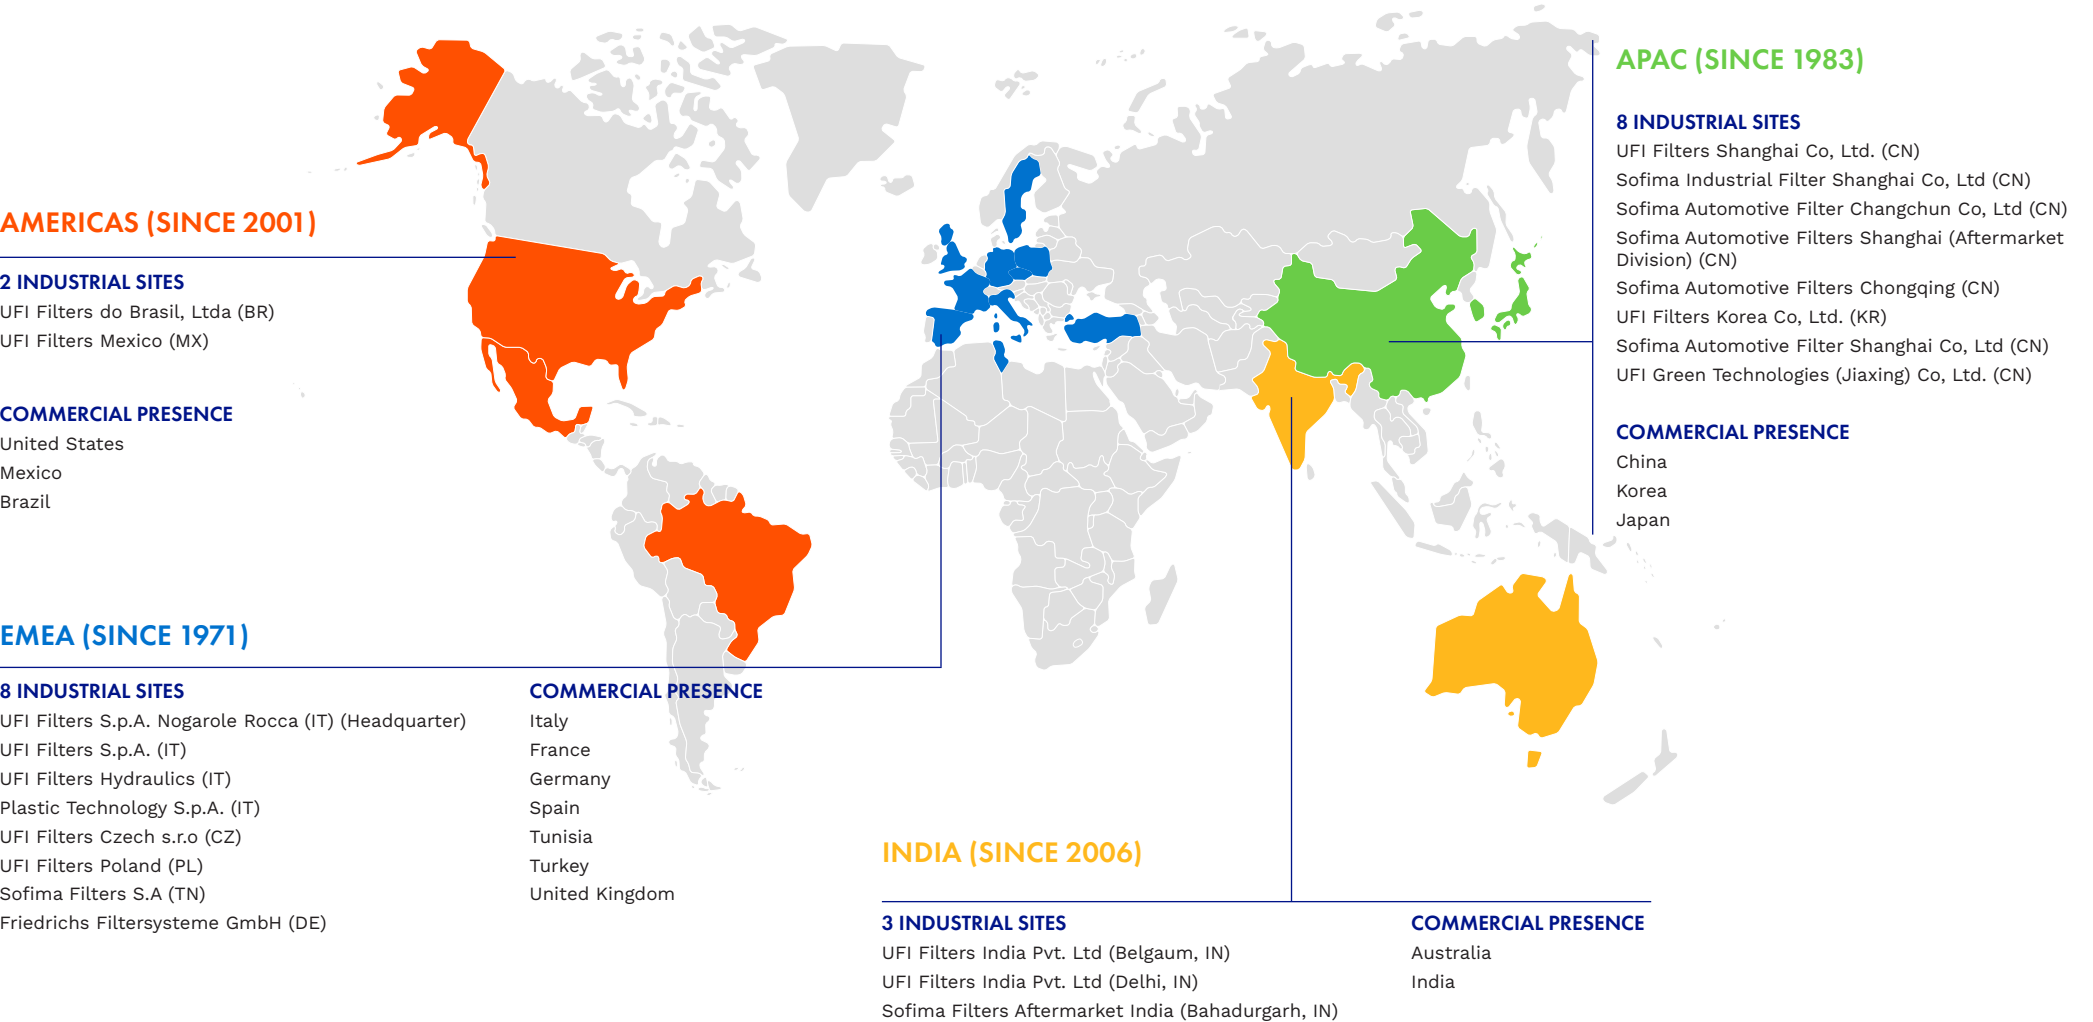 AMERICAS (SINCE 2001)
2 INDUSTRIAL SITES
UFI Filters do Brasil, Ltda (BR)
UFI Filters Mexico (MX)
COMMERCIAL PRESENCE
United States
Mexico
Brazil
EMEA (SINCE 1971)
8 INDUSTRIAL SITES
UFI Filters S.p.A. Nogarole Rocca (IT) (Headquarter)
UFI Filters S.p.A. (IT)
UFI Filters Hydraulics (IT)
Plastic Technology S.p.A. (IT)
UFI Filters Czech s.r.o (CZ)
UFI Filters Poland (PL)
Sofima Filters S.A (TN)
Friedrichs Filtersysteme GmbH (DE)
COMMERCIAL PRESENCE
Italy
France
Germany
Spain
Tunisia
Turkey
United Kingdom
INDIA (SINCE 2006)
3 INDUSTRIAL SITES
UFI Filters India Pvt. Ltd (Belgaum, IN)
UFI Filters India Pvt. Ltd (Delhi, IN)
Sofima Filters Aftermarket India (Bahadurgarh, IN)
COMMERCIAL PRESENCE
Australia
India
APAC (SINCE 1983)
8 INDUSTRIAL SITES
UFI Filters Shanghai Co, Ltd. (CN)
Sofima Industrial Filter Shanghai Co, Ltd (CN)
Sofima Automotive Filter Changchun Co, Ltd (CN)
Sofima Automotive Filters Shanghai (Aftermarket
Division) (CN)
Sofima Automotive Filters Chongqing (CN)
UFI Filters Korea Co, Ltd. (KR)
Sofima Automotive Filter Shanghai Co, Ltd (CN)
UFI Green Technologies (Jiaxing) Co, Ltd. (CN)
COMMERCIAL PRESENCE
China
Korea
Japan